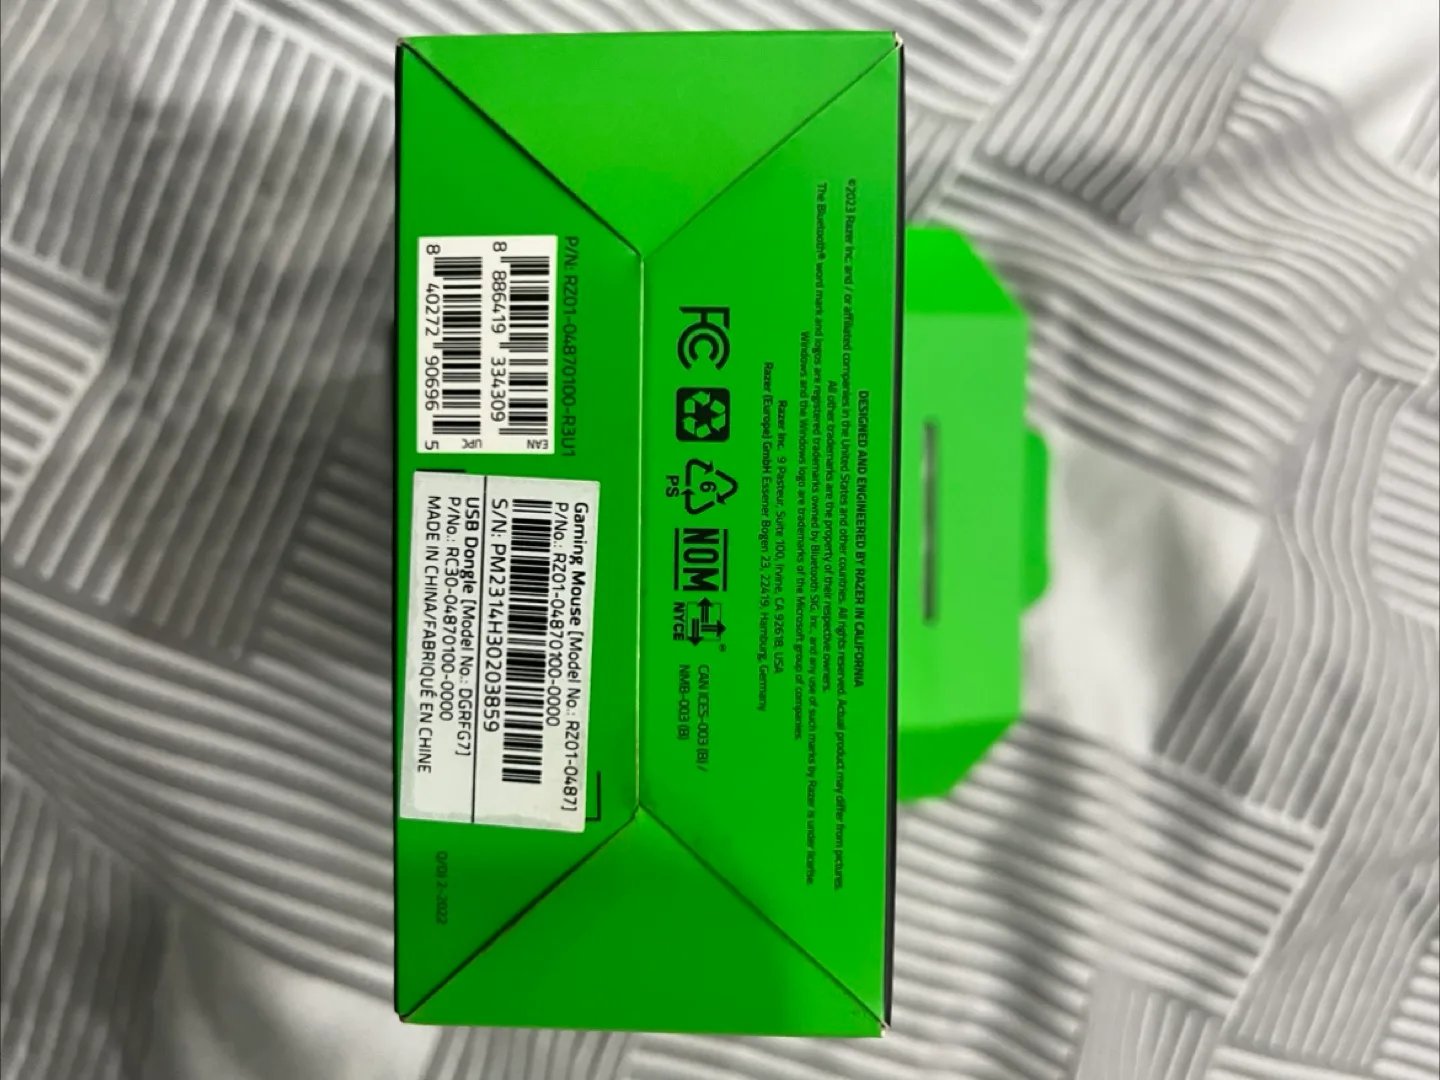 DESIGNED AND ENGINEERED BY RAZER IN CALIFORNIA
©2023 Razer Inc. and / or affiliated companies in the United States and other countries. All rights reserved. Actual product may differ from pictures.
All other trademarks are the property of their respective owners.
The Bluetooth® word mark and logos are registered trademarks owned by Bluetooth SIG, Inc., and any use of such marks by Razer is under license.
Windows and the Windows logo are trademarks of the Microsoft group of companies.
Razer Inc. 9 Pasteur, Suite 100, Irvine, CA 92618, USA
Razer (Europe) GmbH Essener Bogen 23, 22419, Hamburg, Germany
FC
6
PS
NOM
NYCE
®
CAN ICES-003 (B) /
NMB-003 (B)
P/N: RZ01-04870100-R3U1
EAN
8 886419 334309
UPC
8 40272 90696 5
Gaming Mouse [Model No.: RZ01-0487]
P/No.: RZ01-04870100-0000
S/N: PM2314H30203859
USB Dongle [Model No.: DGRFG7]
P/No.: RC30-04870100-0000
MADE IN CHINA/FABRIQUÉ EN CHINE
2-2022